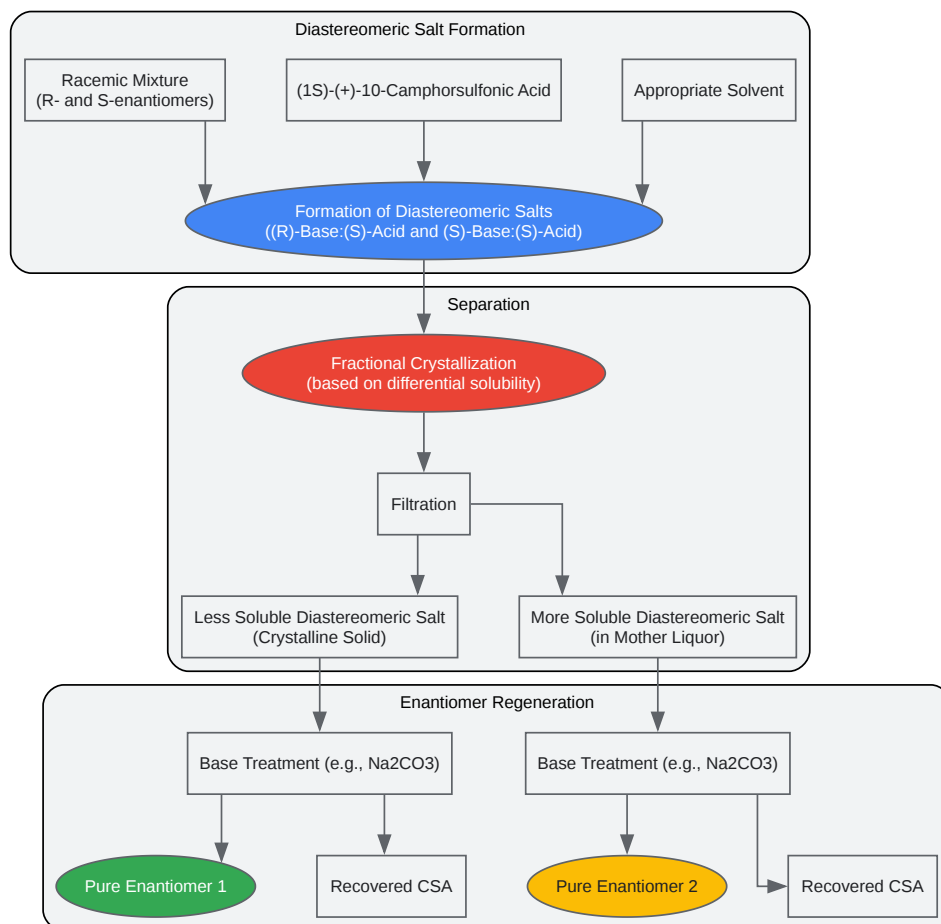 Diastereomeric Salt Formation
Racemic Mixture
(R- and S-enantiomers)
(1S)-(+)-10-Camphorsulfonic Acid
Appropriate Solvent
Formation of Diastereomeric Salts
((R)-Base:(S)-Acid and (S)-Base:(S)-Acid)
Separation
Fractional Crystallization
(based on differential solubility)
Filtration
Less Soluble Diastereomeric Salt
(Crystalline Solid)
More Soluble Diastereomeric Salt
(in Mother Liquor)
Enantiomer Regeneration
Base Treatment (e.g., Na2CO3)
Base Treatment (e.g., Na2CO3)
Pure Enantiomer 1
Recovered CSA
Pure Enantiomer 2
Recovered CSA